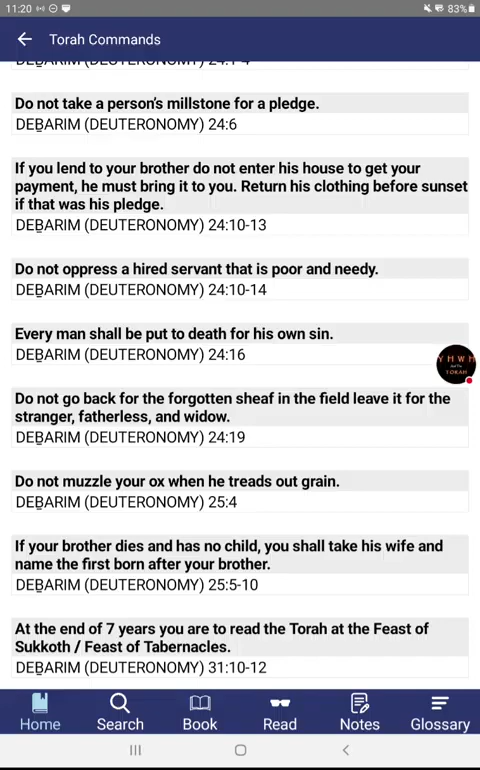 11:20
83%
Torah Commands
DEḆARIM (DEUTERONOMY) 24:1-4
Do not take a person's millstone for a pledge.
DEḆARIM (DEUTERONOMY) 24:6
If you lend to your brother do not enter his house to get your
payment, he must bring it to you. Return his clothing before sunset
if that was his pledge.
DEḆARIM (DEUTERONOMY) 24:10-13
Do not oppress a hired servant that is poor and needy.
DEḆARIM (DEUTERONOMY) 24:10-14
Every man shall be put to death for his own sin.
DEḆARIM (DEUTERONOMY) 24:16
YHWH
TORAH
Do not go back for the forgotten sheaf in the field leave it for the
stranger, fatherless, and widow.
DEḆARIM (DEUTERONOMY) 24:19
Do not muzzle your ox when he treads out grain.
DEḆARIM (DEUTERONOMY) 25:4
If your brother dies and has no child, you shall take his wife and
name the first born after your brother.
DEḆARIM (DEUTERONOMY) 25:5-10
At the end of 7 years you are to read the Torah at the Feast of
Sukkoth / Feast of Tabernacles.
DEḆARIM (DEUTERONOMY) 31:10-12
Home Search Book Read Notes Glossary